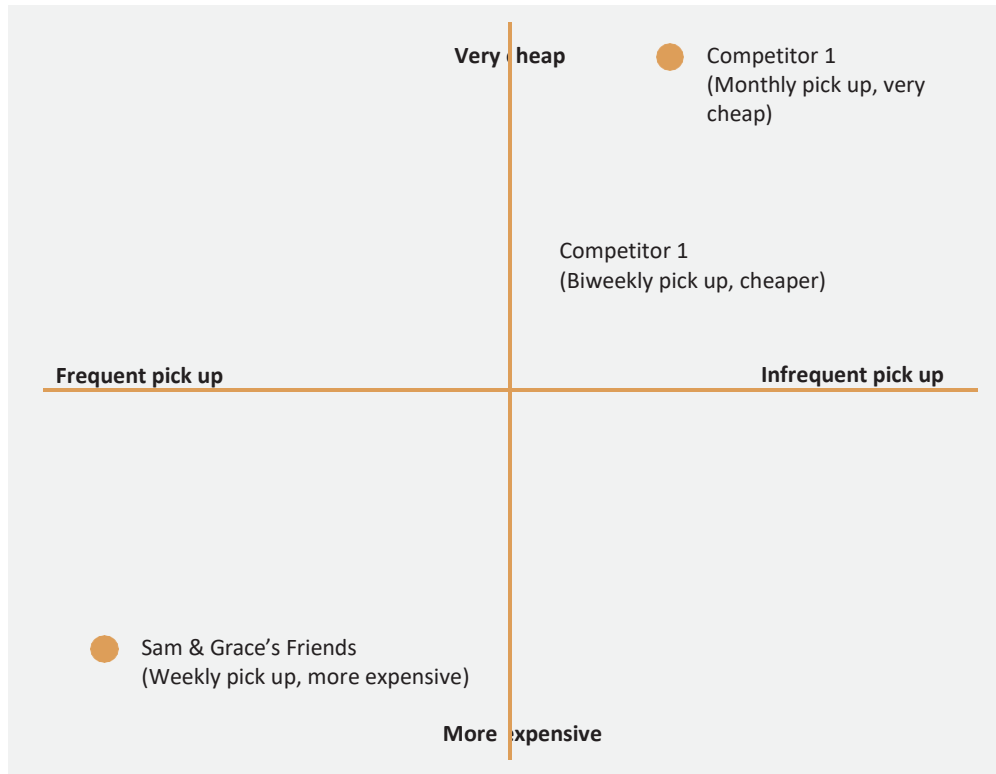 Very cheap
Competitor 1
(Monthly pick up, very
cheap)
Competitor 1
(Biweekly pick up, cheaper)
Frequent pick up
Infrequent pick up
Sam & Grace’s Friends
(Weekly pick up, more expensive)
More expensive